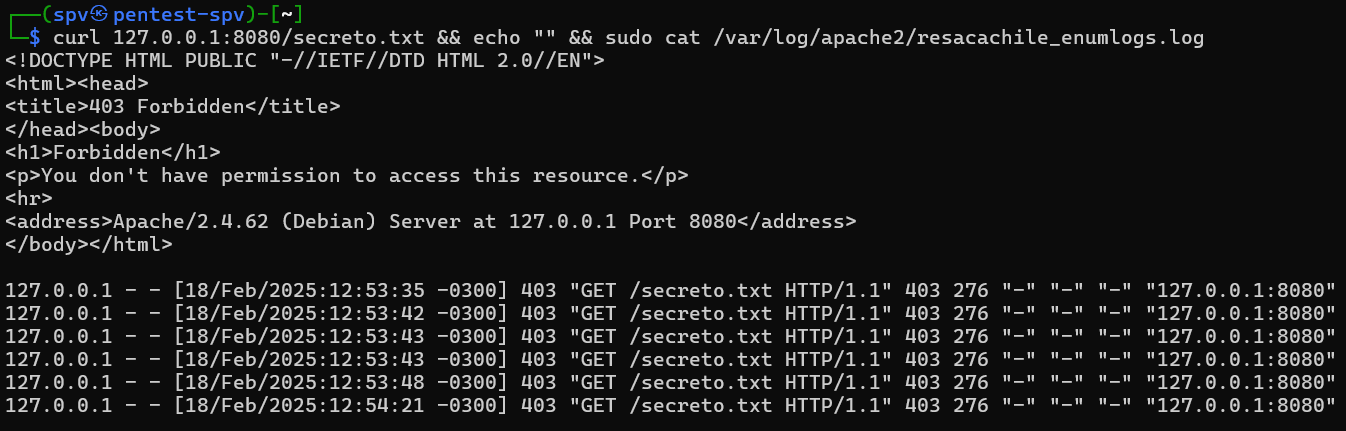 ┌──(spv㉿pentest-spv)-[~]
└─$ curl 127.0.0.1:8080/secreto.txt && echo "" && sudo cat /var/log/apache2/resacachile_enumlogs.log
<!DOCTYPE HTML PUBLIC "-//IETF//DTD HTML 2.0//EN">
<html><head>
<title>403 Forbidden</title>
</head><body>
<h1>Forbidden</h1>
<p>You don't have permission to access this resource.</p>
<hr>
<address>Apache/2.4.62 (Debian) Server at 127.0.0.1 Port 8080</address>
</body></html>

127.0.0.1 - - [18/Feb/2025:12:53:35 -0300] 403 "GET /secreto.txt HTTP/1.1" 403 276 "-" "-" "-" "127.0.0.1:8080"
127.0.0.1 - - [18/Feb/2025:12:53:42 -0300] 403 "GET /secreto.txt HTTP/1.1" 403 276 "-" "-" "-" "127.0.0.1:8080"
127.0.0.1 - - [18/Feb/2025:12:53:43 -0300] 403 "GET /secreto.txt HTTP/1.1" 403 276 "-" "-" "-" "127.0.0.1:8080"
127.0.0.1 - - [18/Feb/2025:12:53:43 -0300] 403 "GET /secreto.txt HTTP/1.1" 403 276 "-" "-" "-" "127.0.0.1:8080"
127.0.0.1 - - [18/Feb/2025:12:53:48 -0300] 403 "GET /secreto.txt HTTP/1.1" 403 276 "-" "-" "-" "127.0.0.1:8080"
127.0.0.1 - - [18/Feb/2025:12:54:21 -0300] 403 "GET /secreto.txt HTTP/1.1" 403 276 "-" "-" "-" "127.0.0.1:8080"